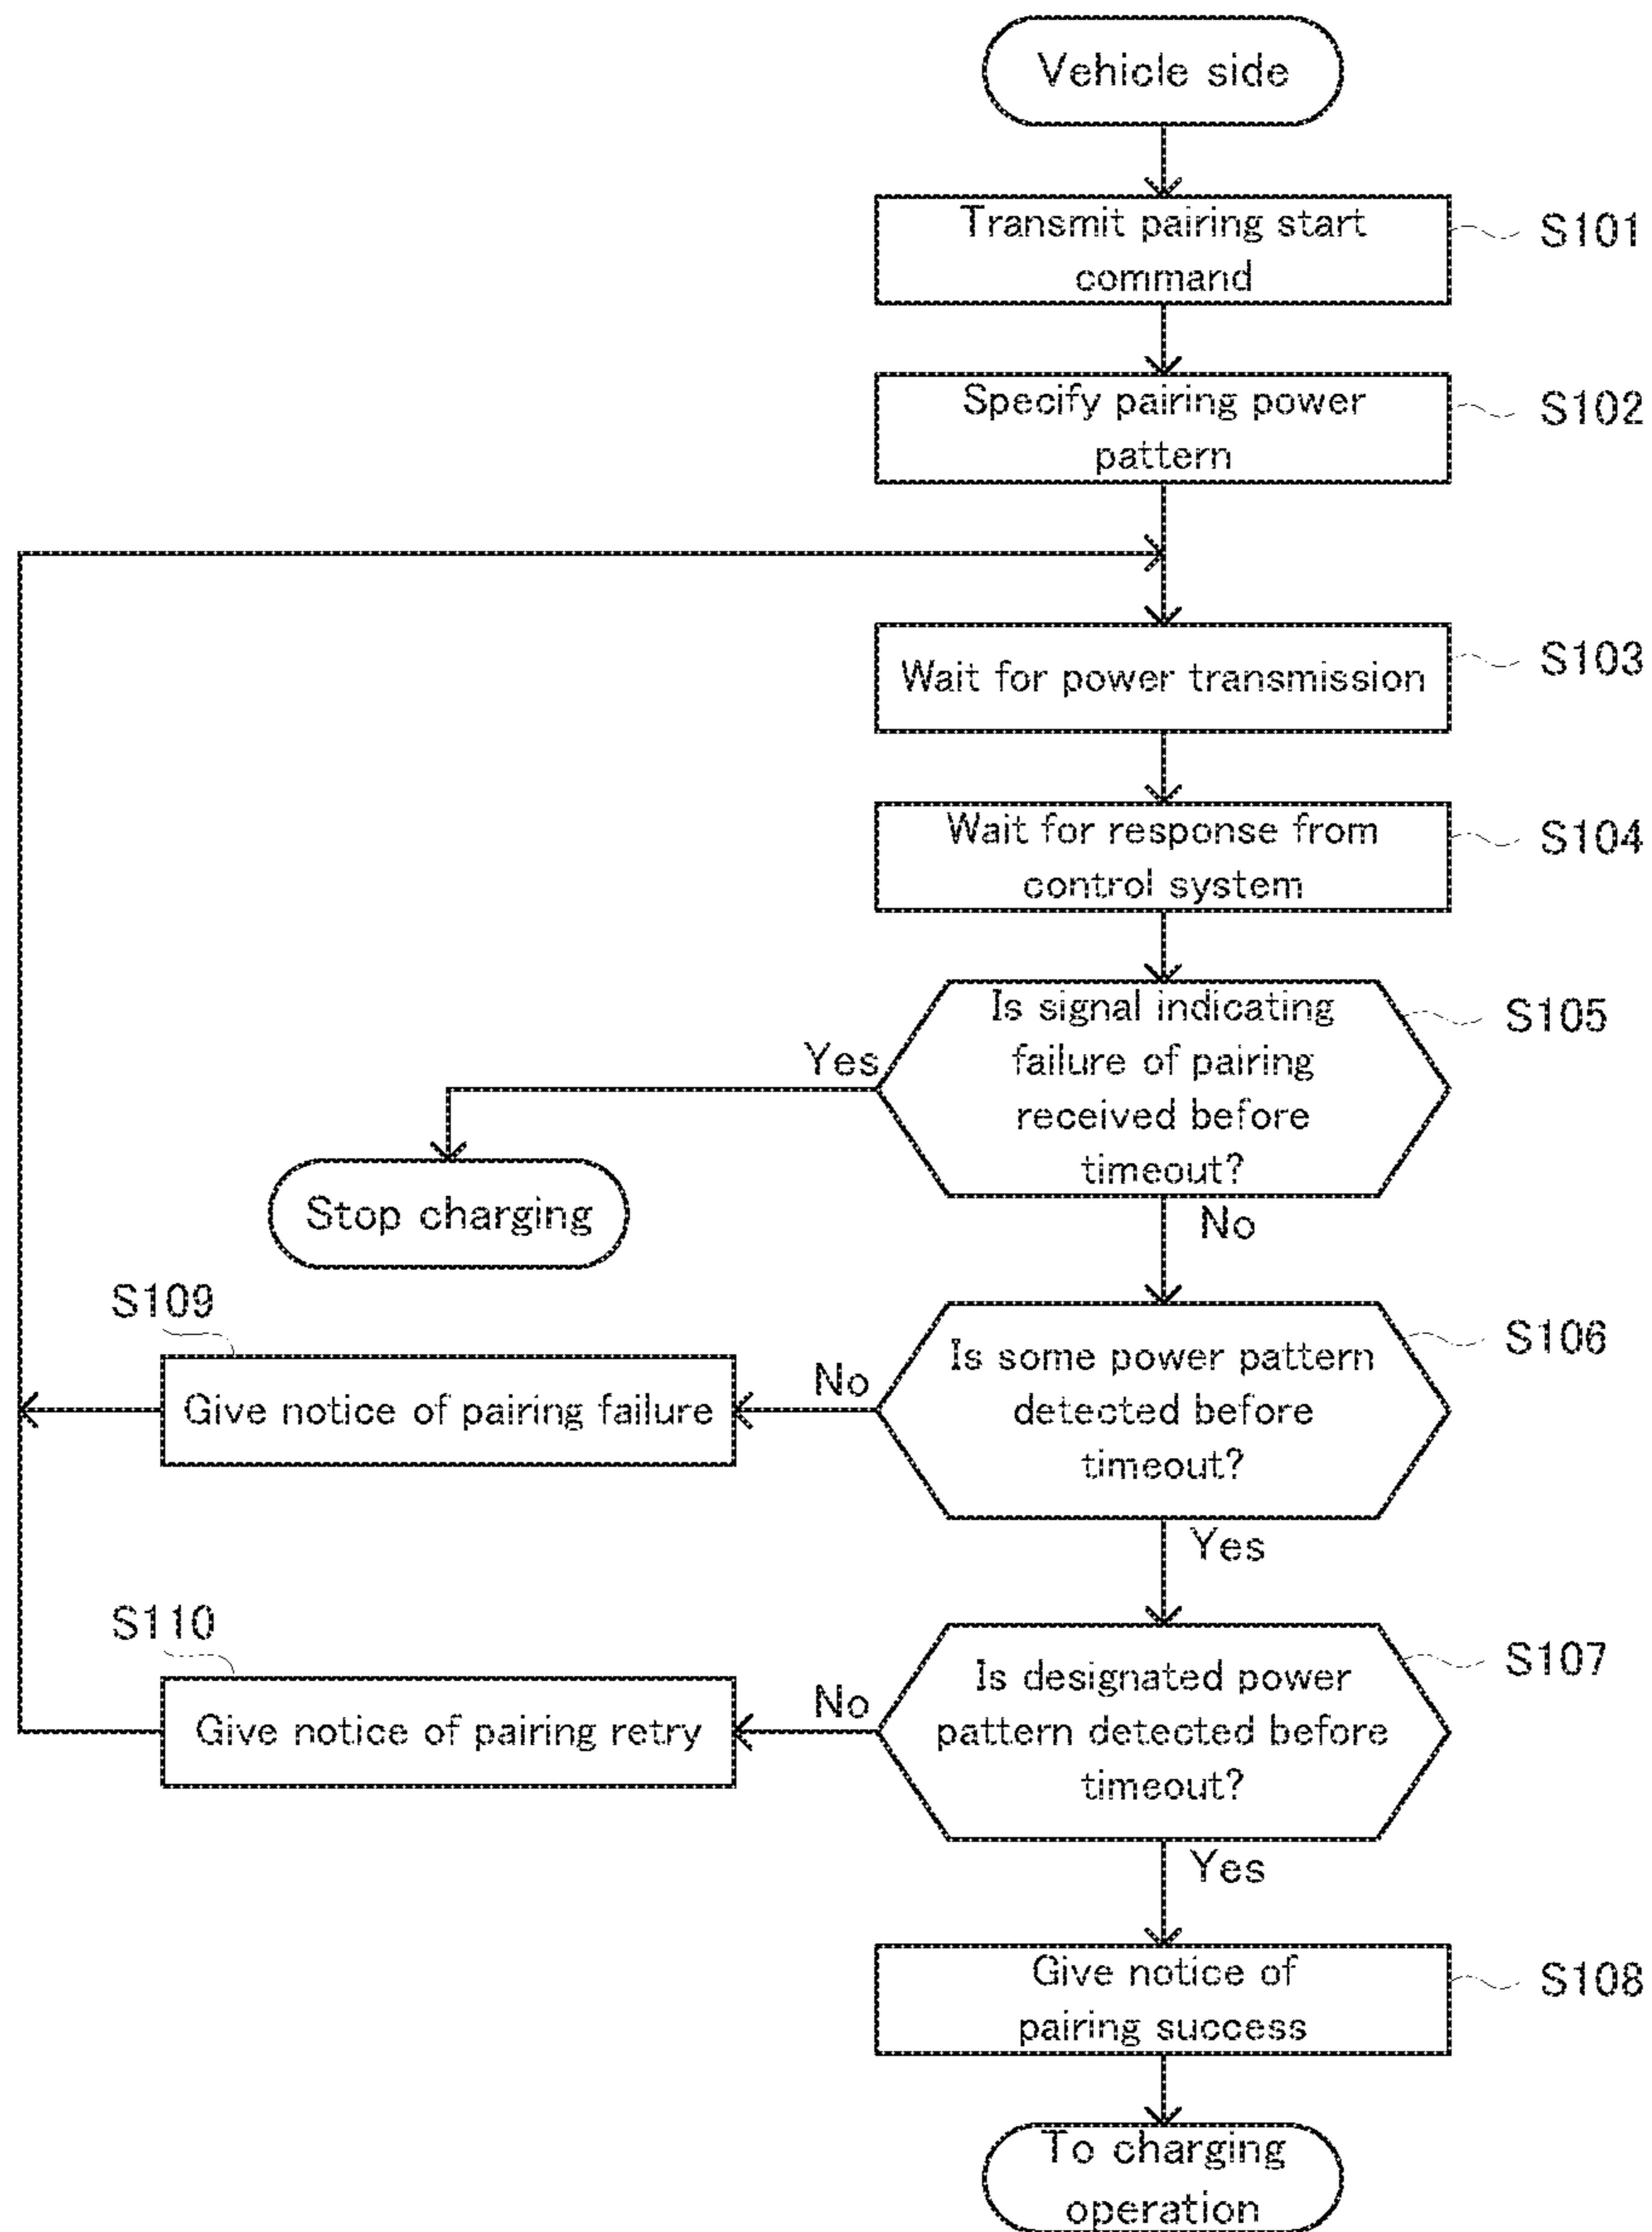 Vehicle side
Transmit pairing start
command
S101
Specify pairing power
pattern
S102
Wait for power transmission
S103
Wait for response from
control system
S104
Is signal indicating
failure of pairing
received before
timeout?
S105
Yes
Stop charging
No
S109
Give notice of pairing failure
No
Is some power pattern
detected before
timeout?
S106
Yes
S110
Give notice of pairing retry
No
Is designated power
pattern detected before
timeout?
S107
Yes
Give notice of
pairing success
S108
To charging
operation